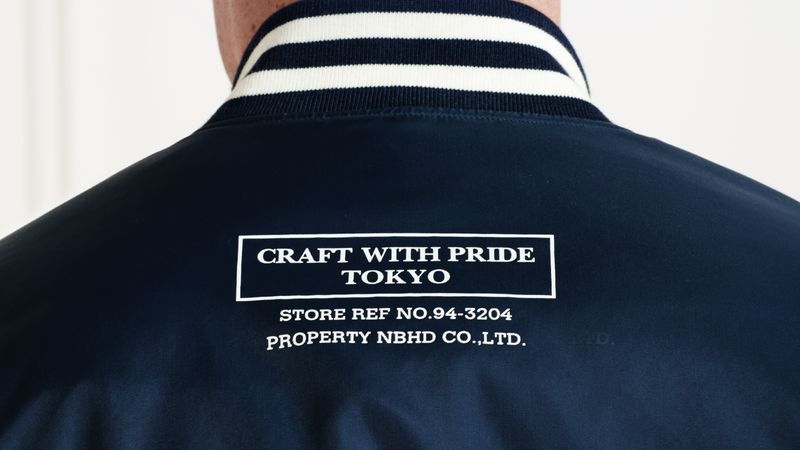 CRAFT WITH PRIDE
TOKYO
STORE REF NO.94-3204
PROPERTY NBHD CO.,LTD.